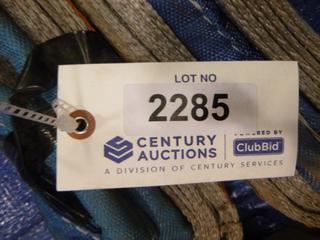 LOT NO
2285
CENTURY AUCTIONS
POWERED BY
ClubBid
A DIVISION OF CENTURY SERVICES